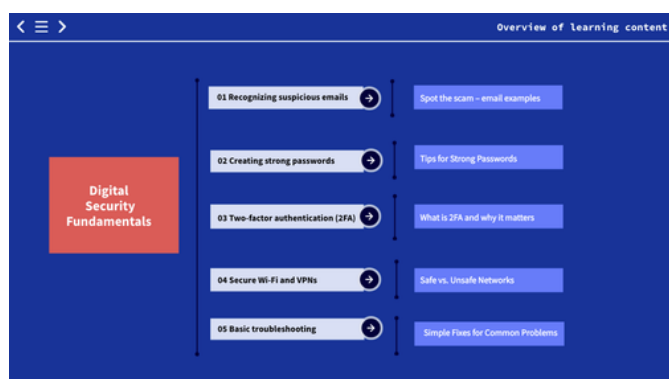 Overview of learning content
Digital
Security
Fundamentals
01 Recognizing suspicious emails
Spot the scam – email examples
02 Creating strong passwords
Tips for Strong Passwords
03 Two-factor authentication (2FA)
What is 2FA and why it matters
04 Secure Wi-Fi and VPNs
Safe vs. Unsafe Networks
05 Basic troubleshooting
Simple Fixes for Common Problems